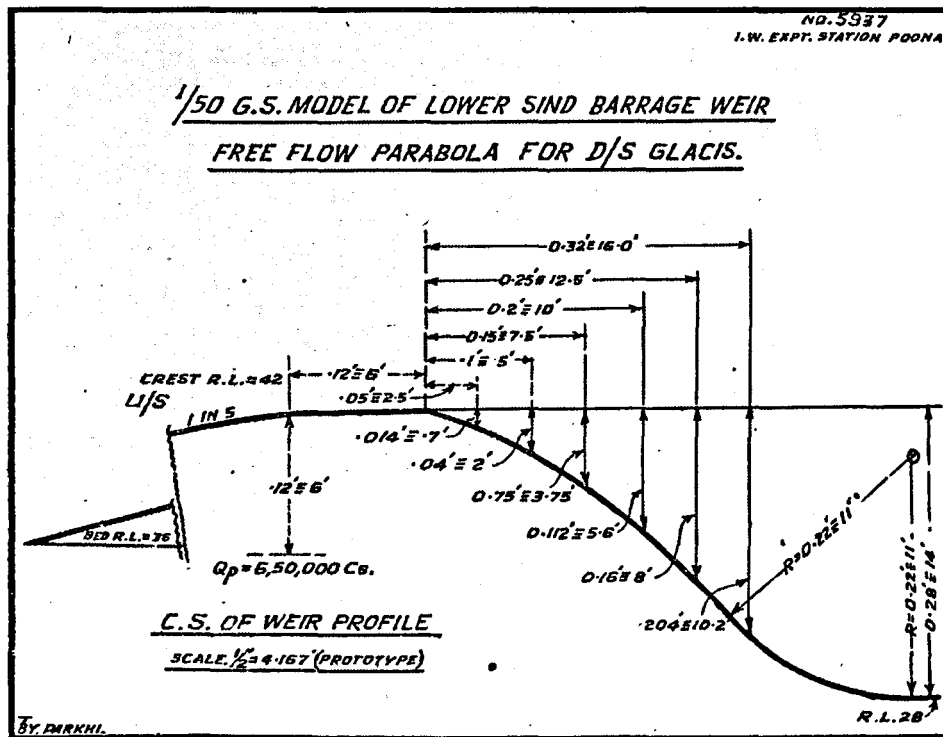 NO. 5937
I.W. EXPT. STATION POONA
1/50 G.S. MODEL OF LOWER SIND BARRAGE WEIR
FREE FLOW PARABOLA FOR D/S GLACIS.
0.32'≡16.0'
0.25'≡12.5'
0.2'≡10'
0.15'≡7.5'
.1'≡.5'
.12'≡6'
CREST R.L.=42
.05'≡2.5'
U/S
1 IN 5
.014'≡.7'
.04'≡2'
.12'≡6'
0.75'≡3.75'
0.112'≡5.6'
0.16'≡8'
.204'≡10.2'
R=0.22'≡11'
R=0.22'≡11'
0.28'≡14'
BED R.L.=36
Qp=6,50,000 Cs.
C.S. OF WEIR PROFILE
SCALE. 1/2"=4.167'(PROTOTYPE)
R.L.28
T BY. PARKHI.